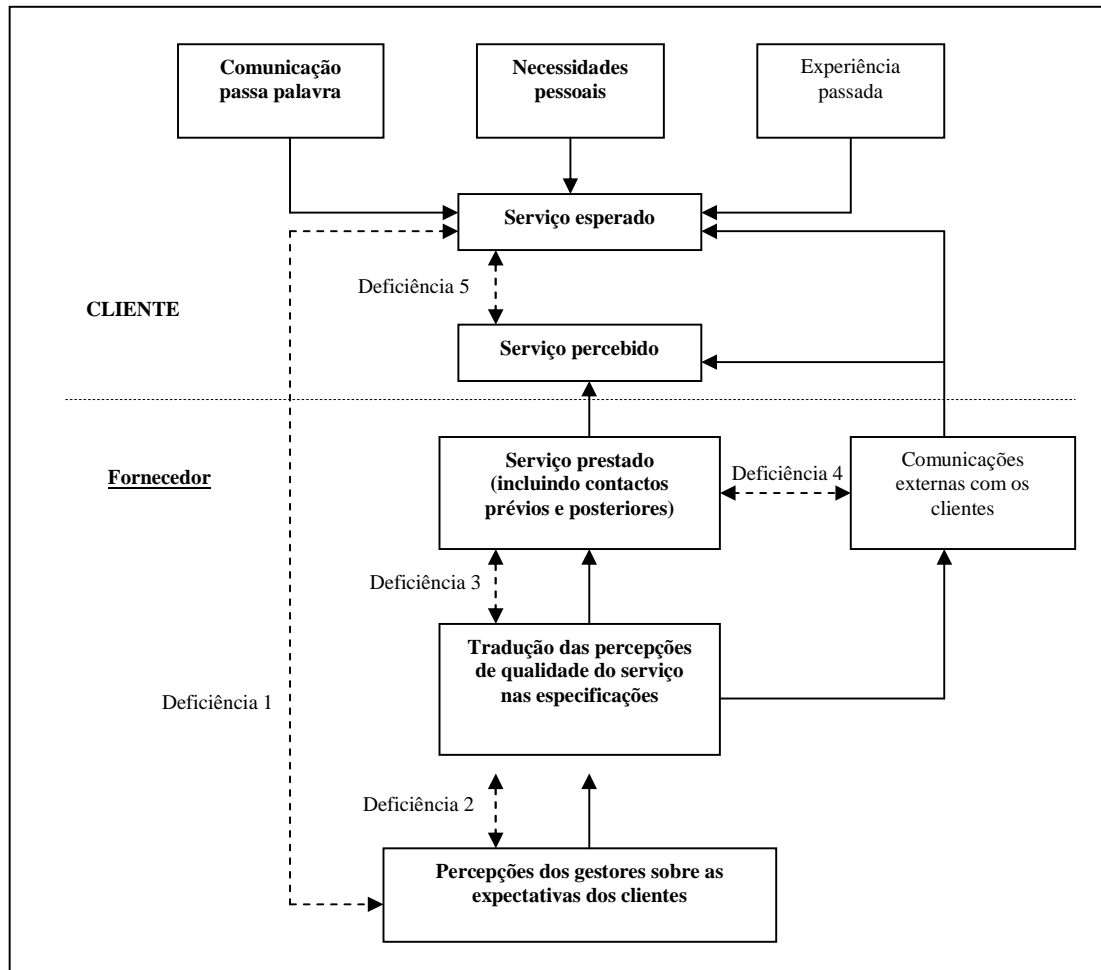 Comunicação
passa palavra
Necessidades
pessoais
Experiência
passada
Serviço esperado
Deficiência 5
CLIENTE
Serviço percebido
Fornecedor
Serviço prestado
(incluindo contactos
prévios e posteriores)
Deficiência 4
Comunicações
externas com os
clientes
Deficiência 3
Tradução das percepções
de qualidade do serviço
nas especificações
Deficiência 1
Deficiência 2
Percepções dos gestores sobre as
expectativas dos clientes